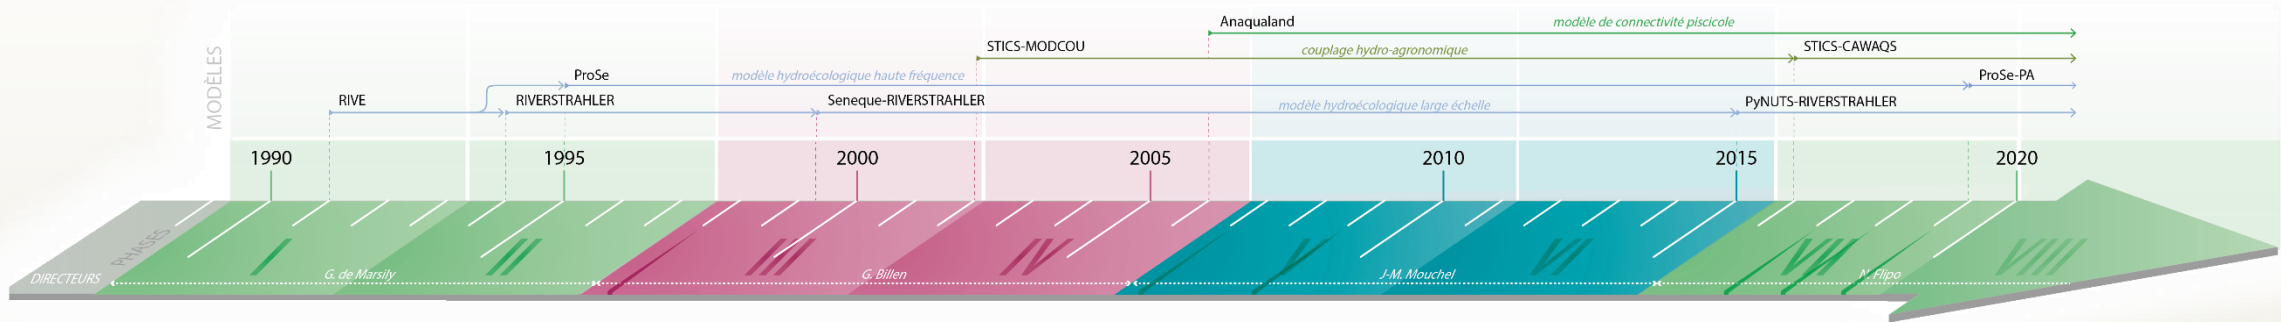 MODÈLES
Anaqualand modèle de connectivité piscicole
STICS-MODCOU couplage hydro-agronomique STICS-CAWAQS
ProSe modèle hydroécologique haute fréquence ProSe-PA
RIVE RIVERSTRAHLER Seneque-RIVERSTRAHLER modèle hydroécologique large échelle PyNUTS-RIVERSTRAHLER
1990 1995 2000 2005 2010 2015 2020
PHASES
I II III IV V VI VII VIII
DIRECTEURS G. de Marsily G. Billen J-M. Mouchel N. Flipo